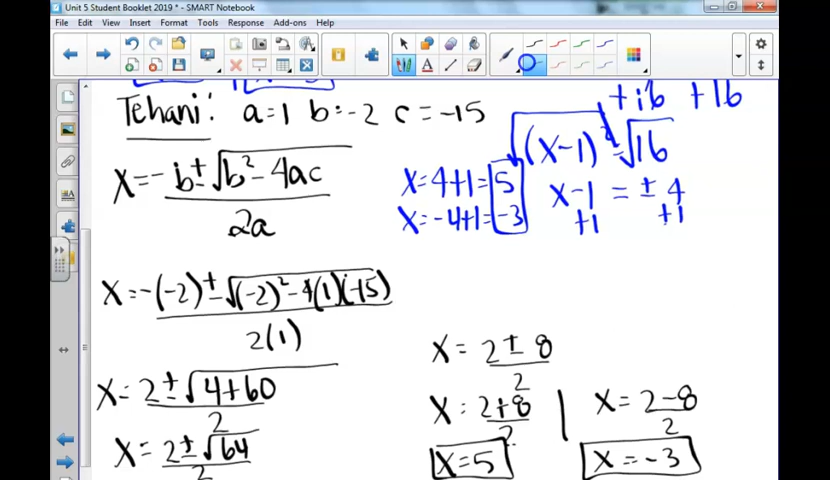 Unit 5 Student Booklet 2019 * - SMART Notebook
File Edit View Insert Format Tools Response Add-ons Help
+16 +16
Tehani: a=1 b=-2 c=-15
(x-1)² = √16
x = -b ± √b² - 4ac
2a
x=4+1=5
x=-4+1=-3
x-1 = ±4
+1 +1
x = -(-2) ± √(-2)² - 4(1)(-15)
2(1)
x = 2 ± √4+60
2
x = 2 ± √64
2
x = 2 ± 8
2
x = 2+8
2
x=5
x = 2-8
2
x = -3